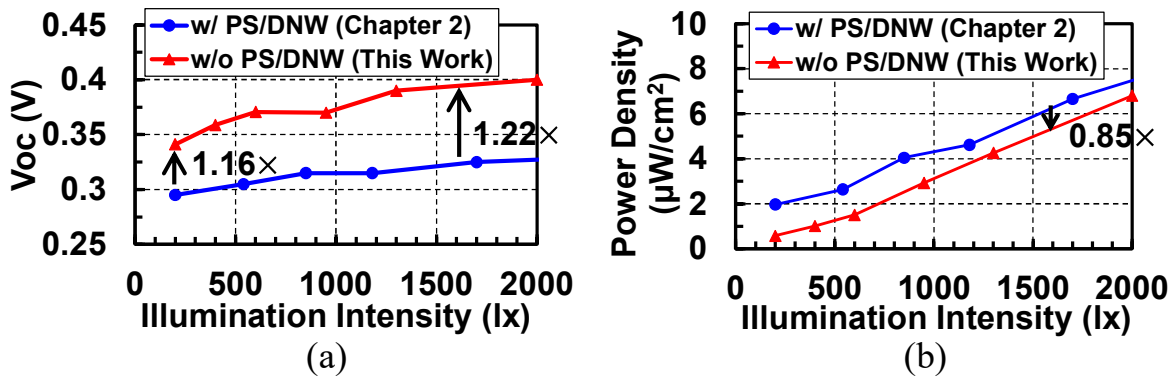 0.45
0.4
0.35
0.3
0.25
Voc (V)
w/ PS/DNW (Chapter 2)
w/o PS/DNW (This Work)
1.16×
1.22×
0 500 1000 1500 2000
Illumination Intensity (lx)
(a)
10
8
6
4
2
0
Power Density
(μW/cm²)
w/ PS/DNW (Chapter 2)
w/o PS/DNW (This Work)
0.85×
0 500 1000 1500 2000
Illumination Intensity (lx)
(b)